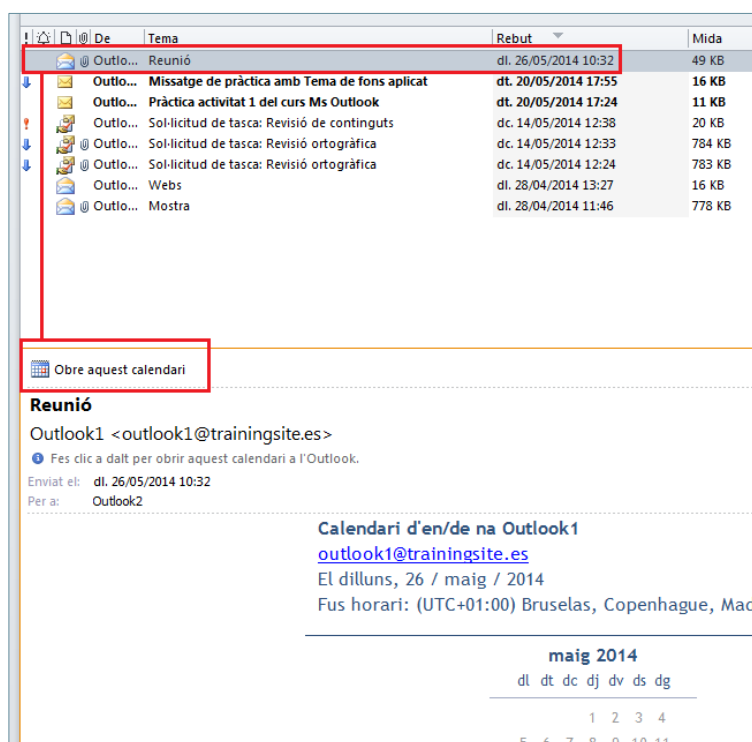 ! De Tema Rebut Mida
Outlo... Reunió dl. 26/05/2014 10:32 49 KB
Outlo... Missatge de pràctica amb Tema de fons aplicat dt. 20/05/2014 17:55 16 KB
Outlo... Pràctica activitat 1 del curs Ms Outlook dt. 20/05/2014 17:24 11 KB
Outlo... Sol·licitud de tasca: Revisió de continguts dc. 14/05/2014 12:38 20 KB
Outlo... Sol·licitud de tasca: Revisió ortogràfica dc. 14/05/2014 12:33 784 KB
Outlo... Sol·licitud de tasca: Revisió ortogràfica dc. 14/05/2014 12:24 783 KB
Outlo... Webs dl. 28/04/2014 13:27 16 KB
Outlo... Mostra dl. 28/04/2014 11:46 778 KB
Obre aquest calendari
Reunió
Outlook1 <outlook1@trainingsite.es>
Fes clic a dalt per obrir aquest calendari a l'Outlook.
Enviat el: dl. 26/05/2014 10:32
Per a: Outlook2
Calendari d'en/de na Outlook1
outlook1@trainingsite.es
El dilluns, 26 / maig / 2014
Fus horari: (UTC+01:00) Bruselas, Copenhague, Mad
maig 2014
dl dt dc dj dv ds dg
1 2 3 4
5 6 7 8 9 10 11